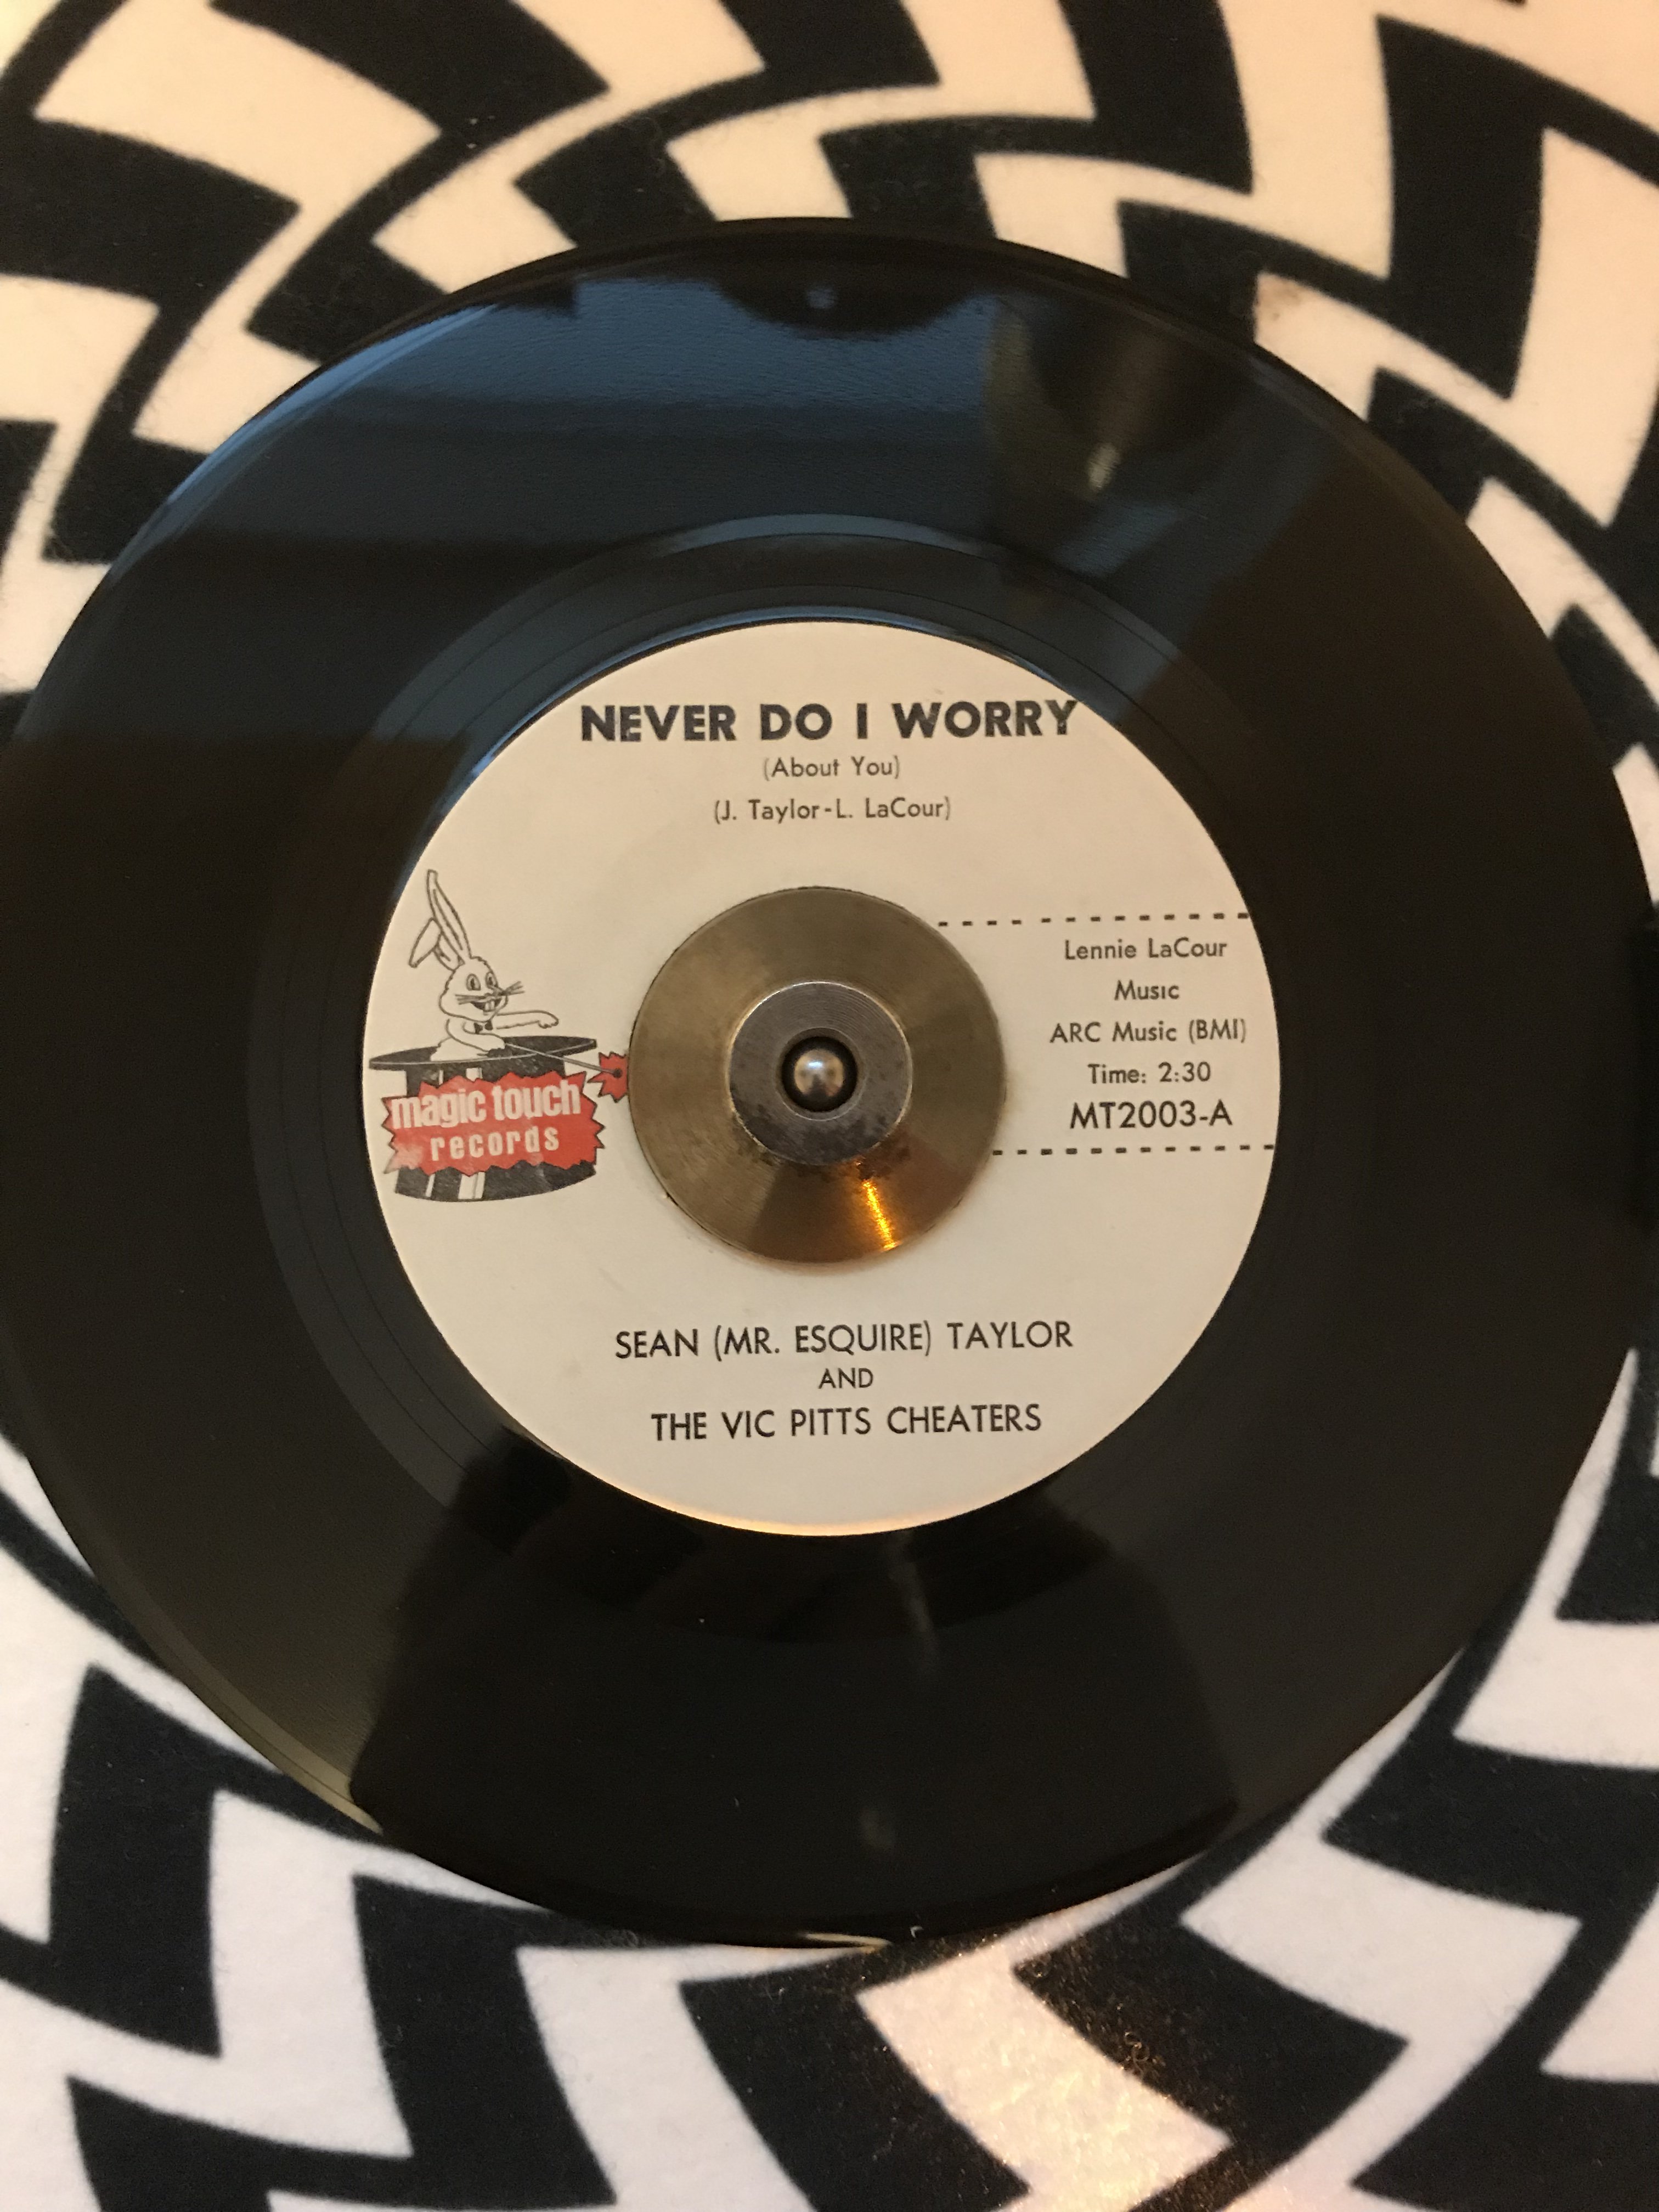 NEVER DO I WORRY
(About You)
(J. Taylor-L. LaCour)
Lennie LaCour
Music
ARC Music (BMI)
Time: 2:30
MT2003-A
magic touch
records
SEAN (MR. ESQUIRE) TAYLOR
AND
THE VIC PITTS CHEATERS